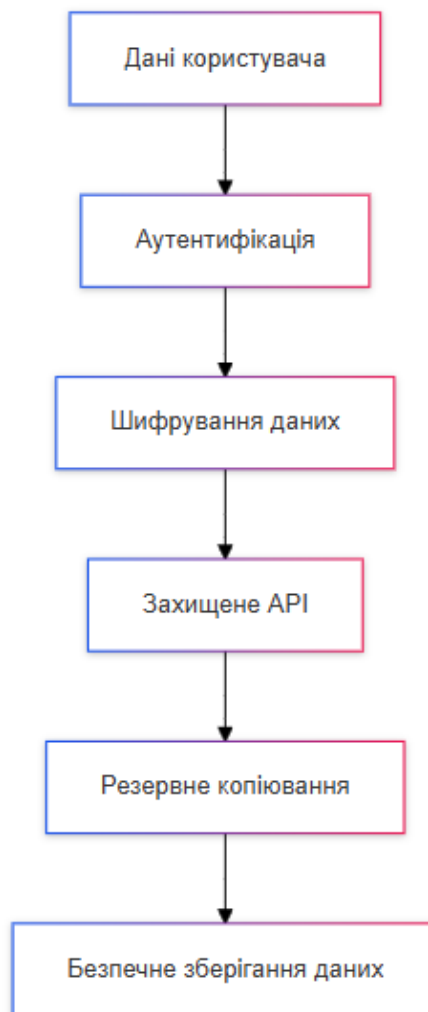 Дані користувача
Аутентифікація
Шифрування даних
Захищене API
Резервне копіювання
Безпечне зберігання даних